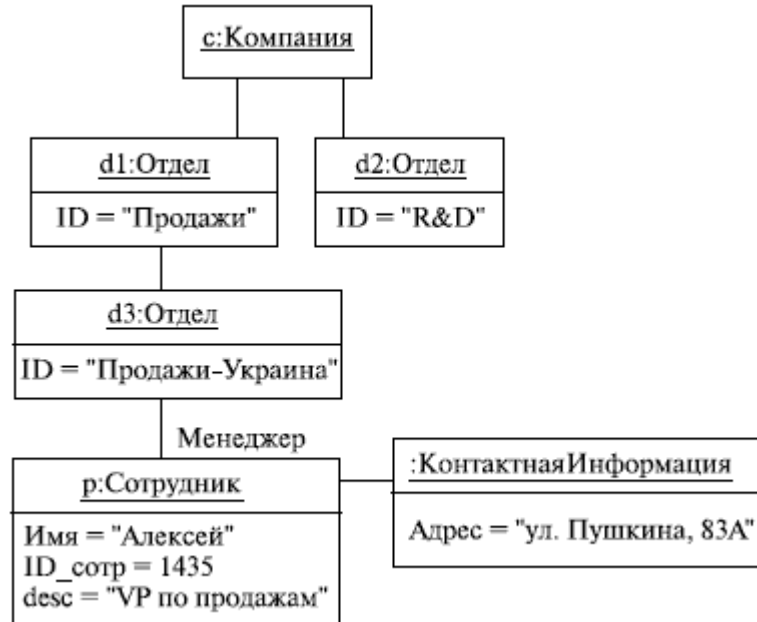 c:Компания
d1:Отдел
ID = "Продажи"
d2:Отдел
ID = "R&D"
d3:Отдел
ID = "Продажи-Украина"
Менеджер
p:Сотрудник
Имя = "Алексей"
ID_сотр = 1435
desc = "VP по продажам"
:КонтактнаяИнформация
Адрес = "ул. Пушкина, 83А"